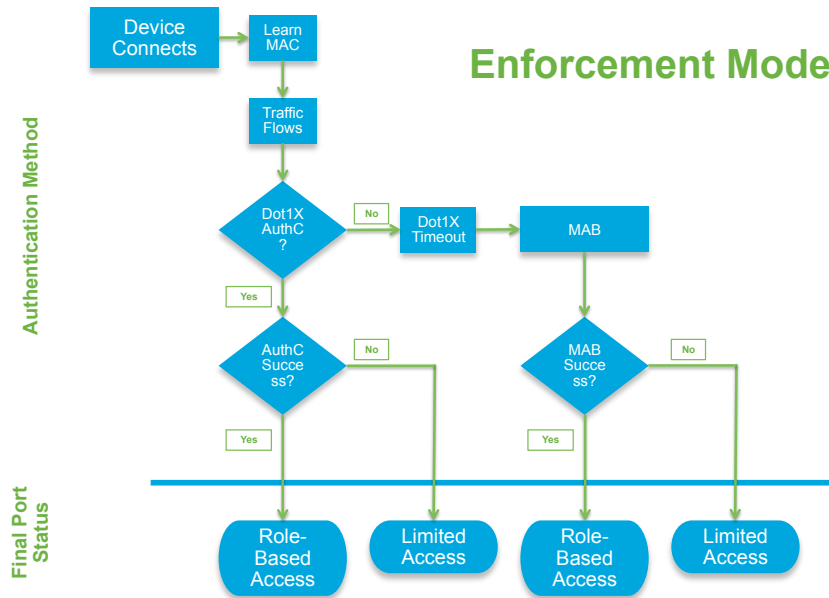 Device
Connects
Learn
MAC
Enforcement Mode
Traffic
Flows
Authentication Method
Dot1X
AuthC
?
No
Dot1X
Timeout
MAB
Yes
AuthC
Succe
ss?
No
MAB
Succe
ss?
No
Yes
Yes
Final Port
Status
Role-
Based
Access
Limited
Access
Role-
Based
Access
Limited
Access